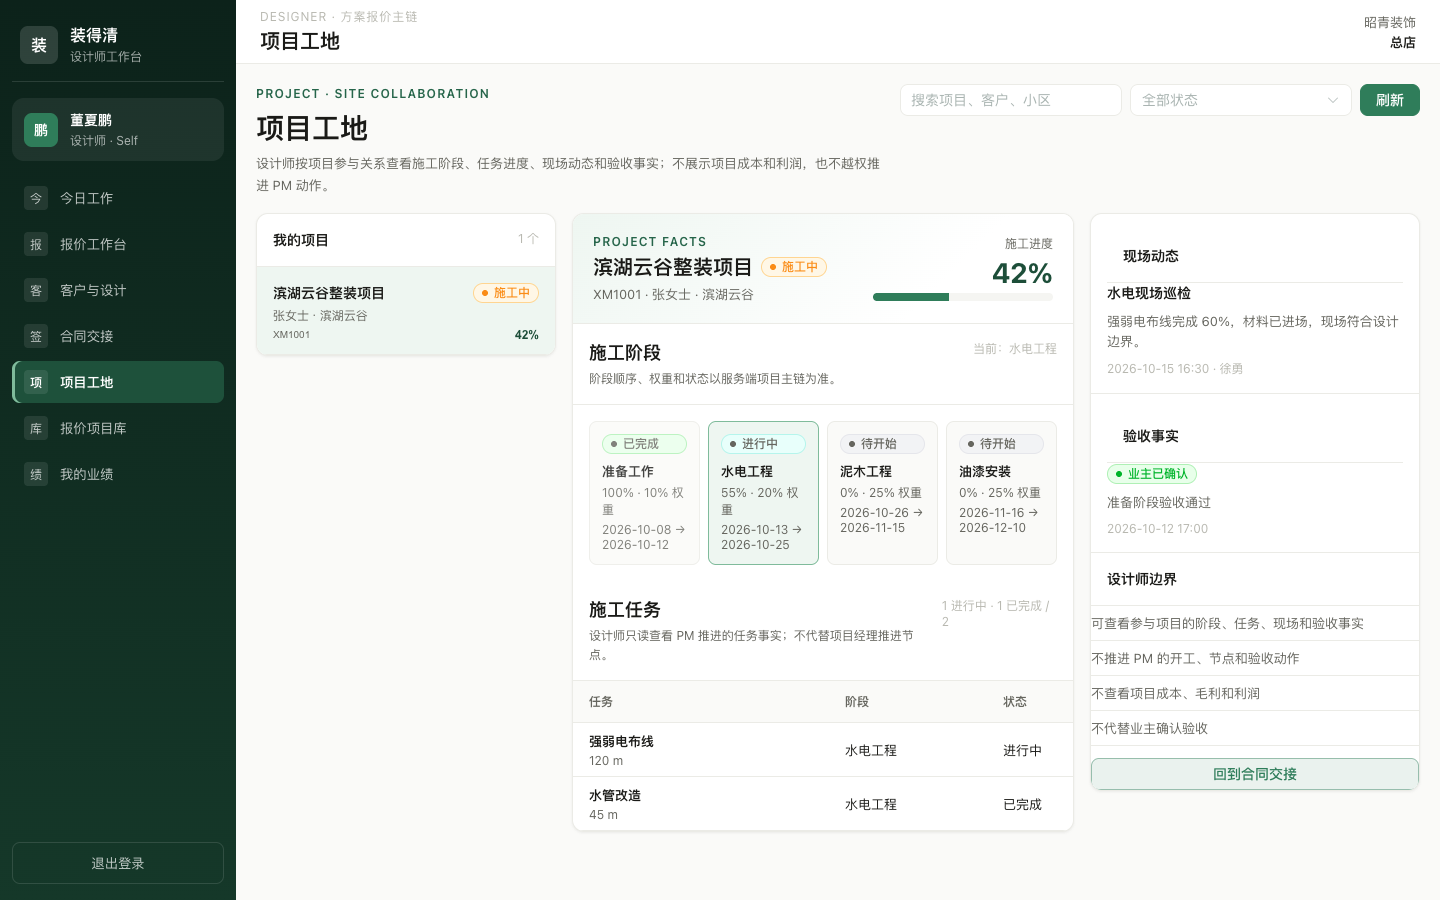 装
装得清
设计师工作台
鹏
董夏鹏
设计师 · Self
今
今日工作
报
报价工作台
客
客户与设计
签
合同交接
项
项目工地
库
报价项目库
绩
我的业绩
退出登录
DESIGNER · 方案报价主链
项目工地
昭青装饰
总店
PROJECT · SITE COLLABORATION
项目工地
设计师按项目参与关系查看施工阶段、任务进度、现场动态和验收事实；不展示项目成本和利润，也不越权推
进 PM 动作。
搜索项目、客户、小区
全部状态
刷新
我的项目
1 个
滨湖云谷整装项目
施工中
张女士 · 滨湖云谷
XM1001
42%
PROJECT FACTS
滨湖云谷整装项目
施工中
XM1001 · 张女士 · 滨湖云谷
施工进度
42%
施工阶段
当前：水电工程
阶段顺序、权重和状态以服务端项目主链为准。
已完成
准备工作
100% · 10% 权
重
2026-10-08 →
2026-10-12
进行中
水电工程
55% · 20% 权
重
2026-10-13 →
2026-10-25
待开始
泥木工程
0% · 25% 权重
2026-10-26 →
2026-11-15
待开始
油漆安装
0% · 25% 权重
2026-11-16 →
2026-12-10
施工任务
1 进行中 · 1 已完成 /
2
设计师只读查看 PM 推进的任务事实；不代替项目经理推进节
点。
任务
阶段
状态
强弱电布线
120 m
水电工程
进行中
水管改造
45 m
水电工程
已完成
现场动态
水电现场巡检
强弱电布线完成 60%，材料已进场，现场符合设计
边界。
2026-10-15 16:30 · 徐勇
验收事实
业主已确认
准备阶段验收通过
2026-10-12 17:00
设计师边界
可查看参与项目的阶段、任务、现场和验收事实
不推进 PM 的开工、节点和验收动作
不查看项目成本、毛利和利润
不代替业主确认验收
回到合同交接